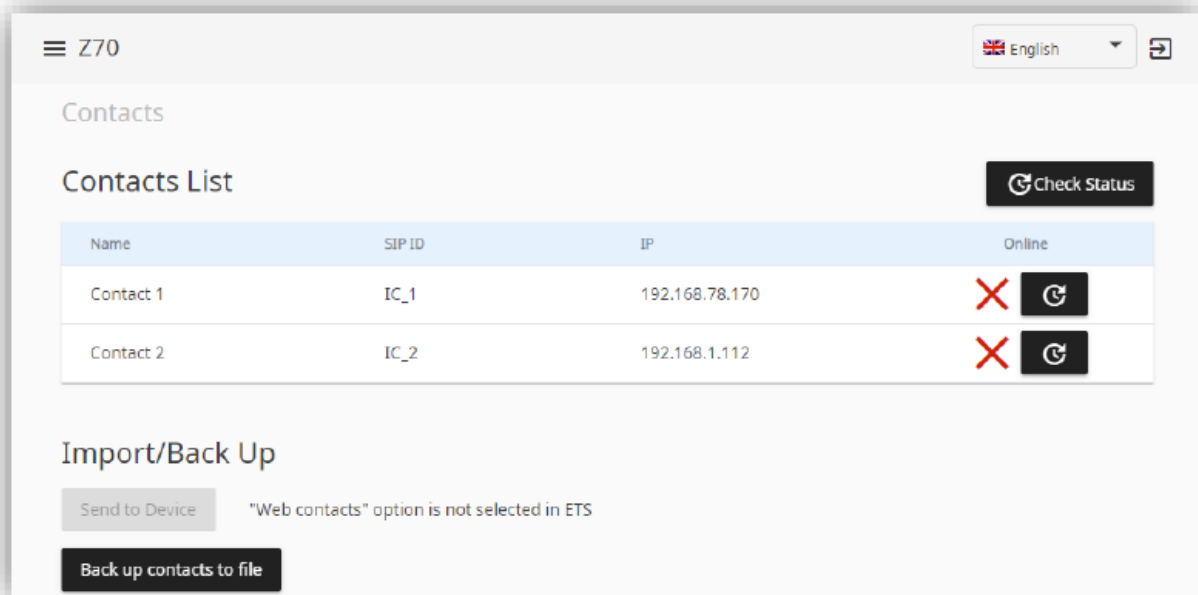 Z70
English
Contacts
Contacts List
Check Status
Name SIP ID IP Online
Contact 1 IC_1 192.168.78.170
Contact 2 IC_2 192.168.1.112
Import/Back Up
Send to Device "Web contacts" option is not selected in ETS
Back up contacts to file